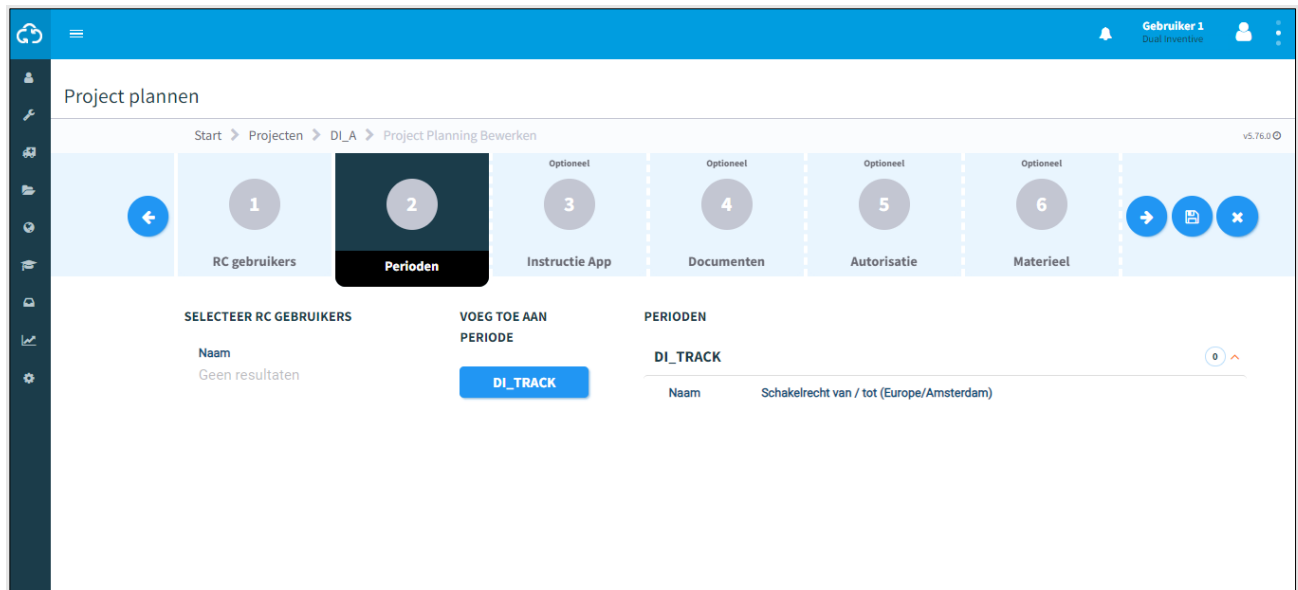 Gebruiker 1
Dual Inventive
Project plannen
Start Projecten DI_A Project Planning Bewerken
v5.76.0
1
RC gebruikers
2
Perioden
Optioneel
3
Instructie App
Optioneel
4
Documenten
Optioneel
5
Autorisatie
Optioneel
6
Materieel
SELECTEER RC GEBRUIKERS
Naam
Geen resultaten
VOEG TOE AAN
PERIODE
DI_TRACK
PERIODEN
DI_TRACK 0
Naam Schakelrecht van / tot (Europe/Amsterdam)